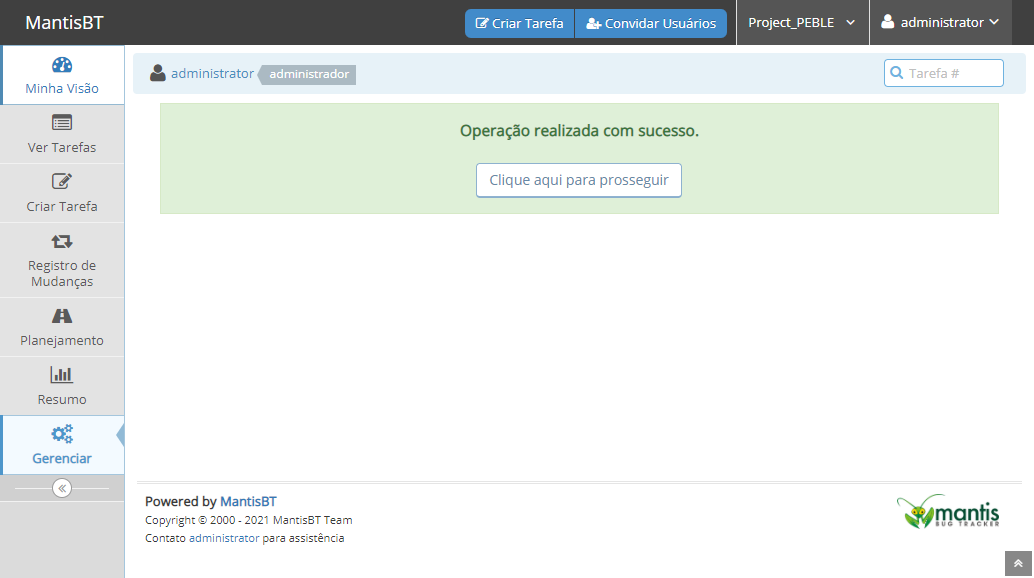 MantisBT
Criar Tarefa
Convidar Usuários
Project_PEBLE
administrator
Minha Visão
Ver Tarefas
Criar Tarefa
Registro de
Mudanças
Planejamento
Resumo
Gerenciar
administrator
administrador
Tarefa #
Operação realizada com sucesso.
Clique aqui para prosseguir
Powered by MantisBT
Copyright © 2000 - 2021 MantisBT Team
Contato administrator para assistência
mantis
BUG TRACKER